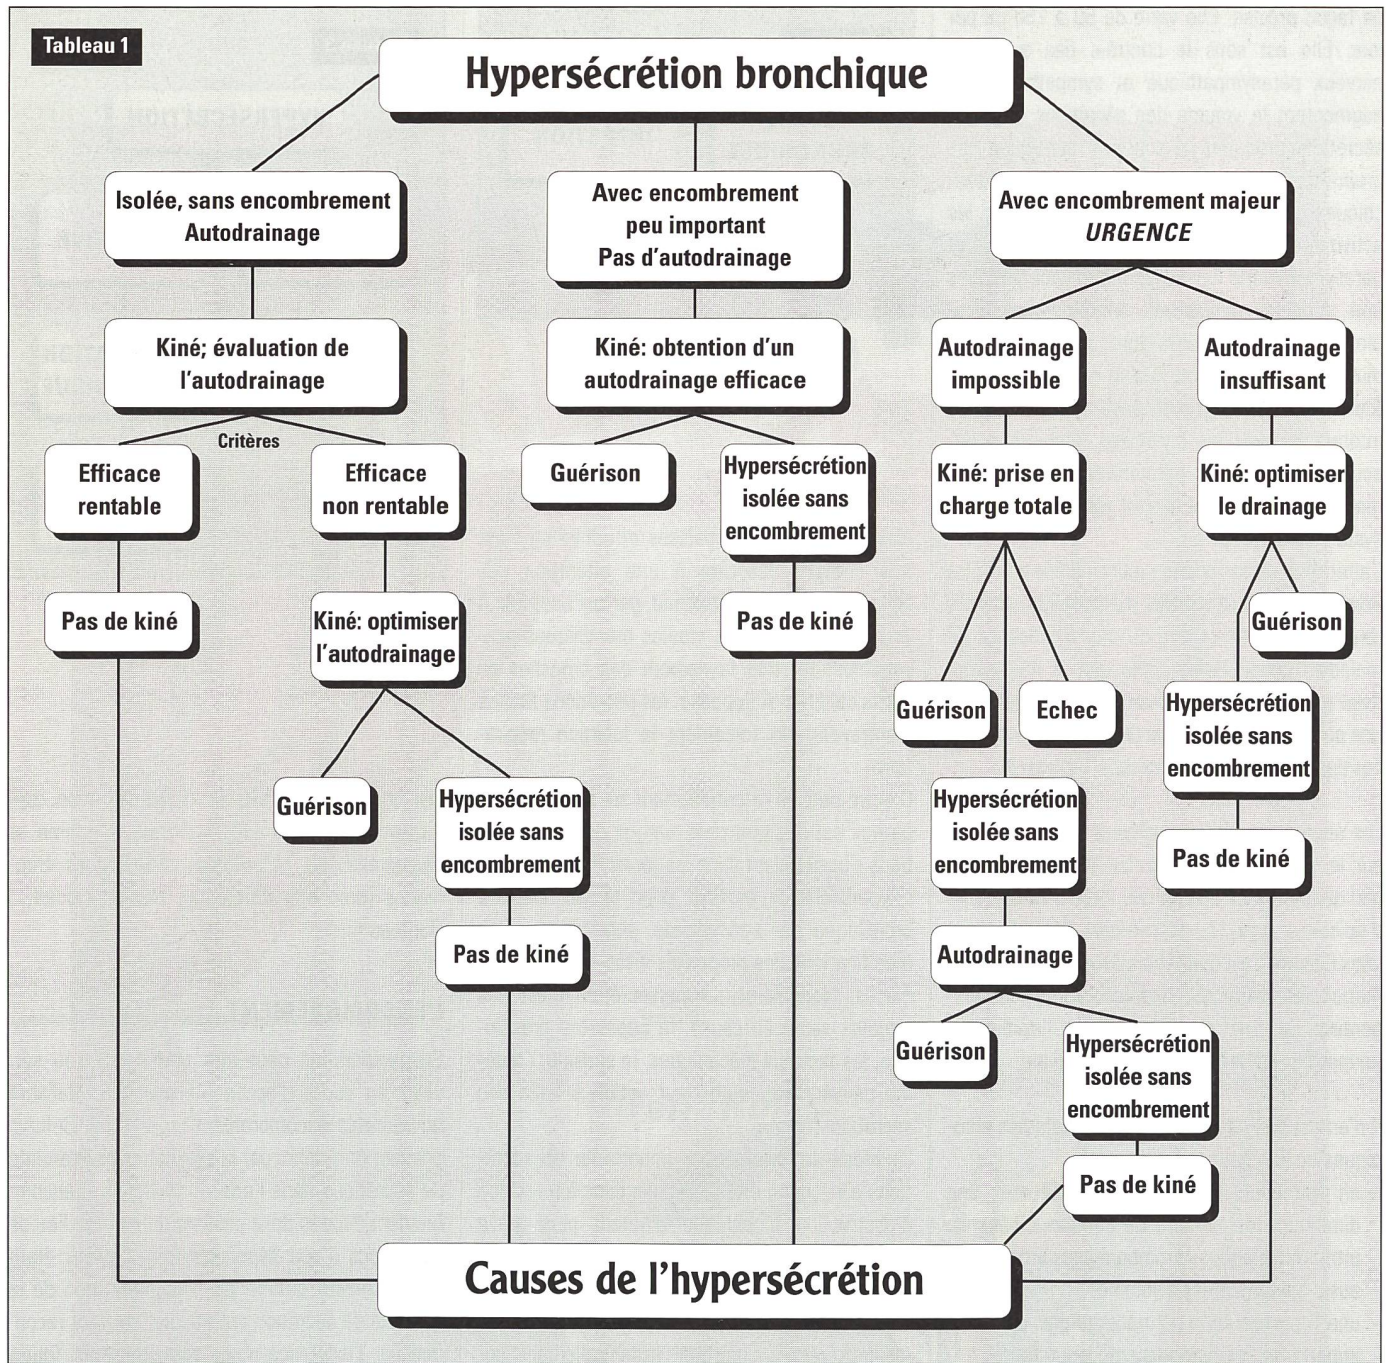 Tableau 1
Hypersécrétion bronchique
Isolée, sans encombrement
Autodrainage
Avec encombrement
peu important
Pas d'autodrainage
Avec encombrement majeur
URGENCE
Kiné; évaluation de
l'autodrainage
Kiné: obtention d'un
autodrainage efficace
Autodrainage
impossible
Autodrainage
insuffisant
Critères
Efficace
rentable
Efficace
non rentable
Guérison
Hypersécrétion
isolée sans
encombrement
Kiné: prise en
charge totale
Kiné: optimiser
le drainage
Pas de kiné
Kiné: optimiser
l'autodrainage
Pas de kiné
Guérison
Guérison
Echec
Hypersécrétion
isolée sans
encombrement
Guérison
Hypersécrétion
isolée sans
encombrement
Hypersécrétion
isolée sans
encombrement
Pas de kiné
Pas de kiné
Autodrainage
Guérison
Hypersécrétion
isolée sans
encombrement
Pas de kiné
Causes de l'hypersécrétion